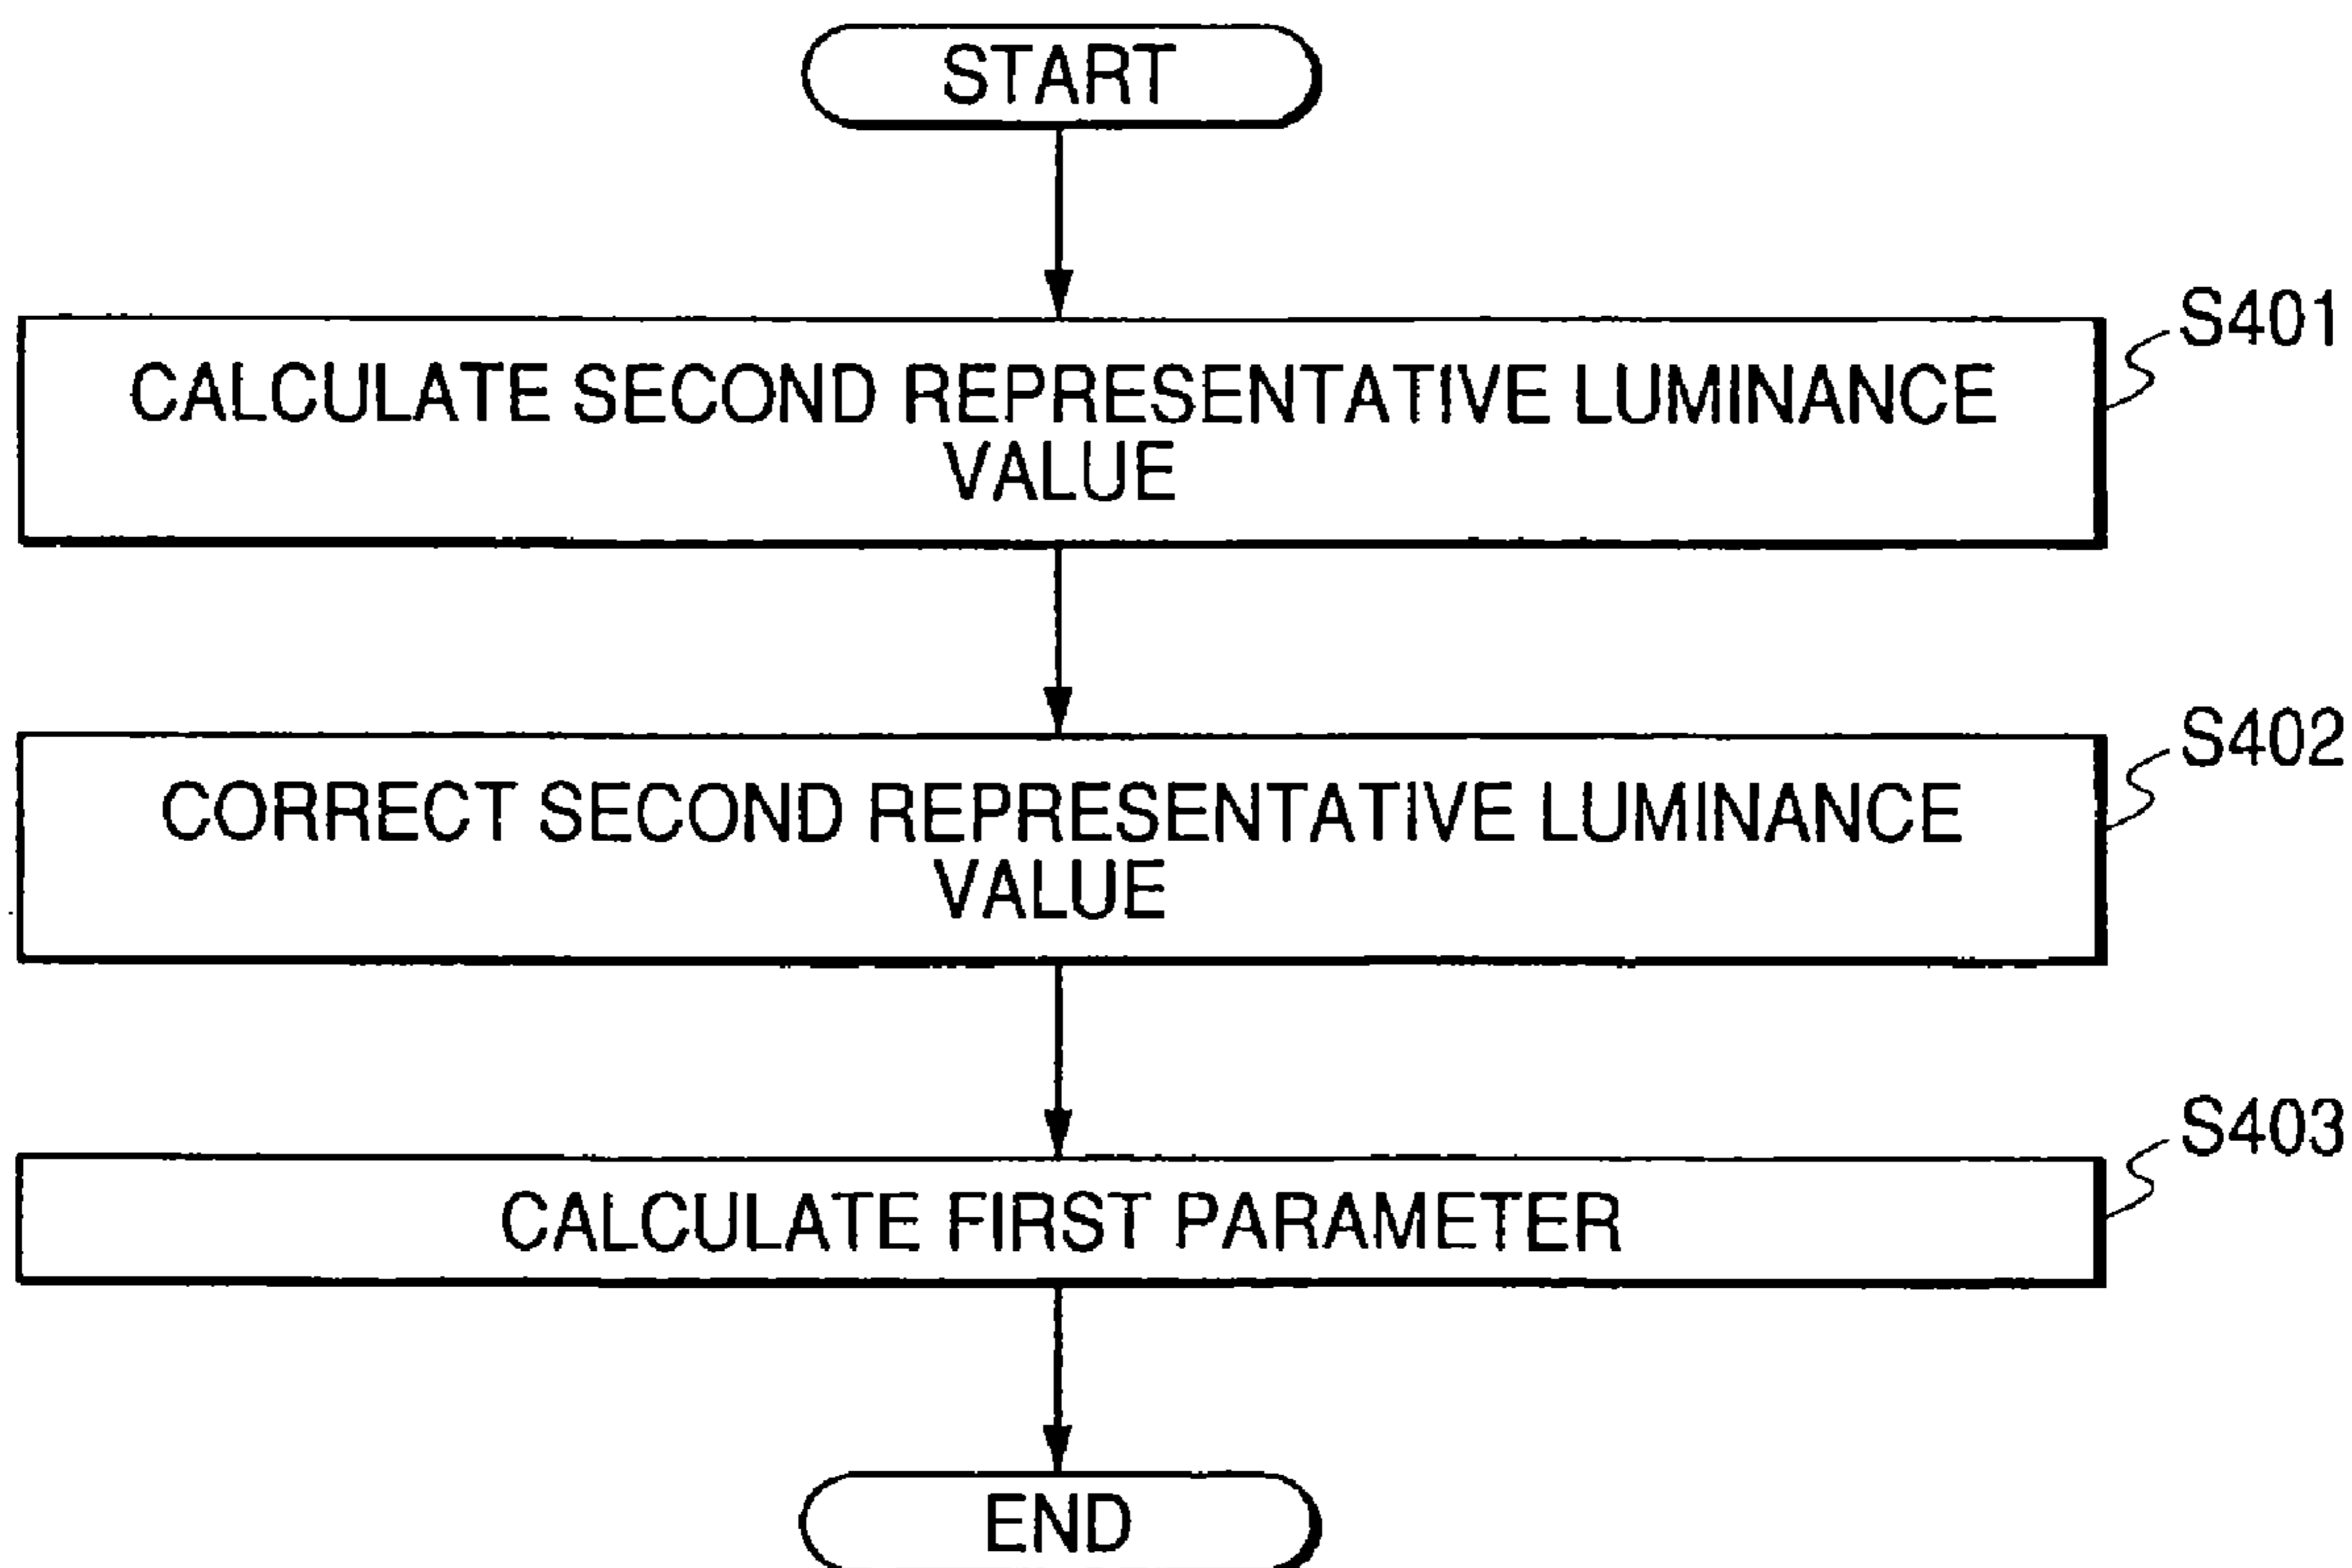 START
S401
CALCULATE SECOND REPRESENTATIVE LUMINANCE
VALUE
S402
CORRECT SECOND REPRESENTATIVE LUMINANCE
VALUE
S403
CALCULATE FIRST PARAMETER
END